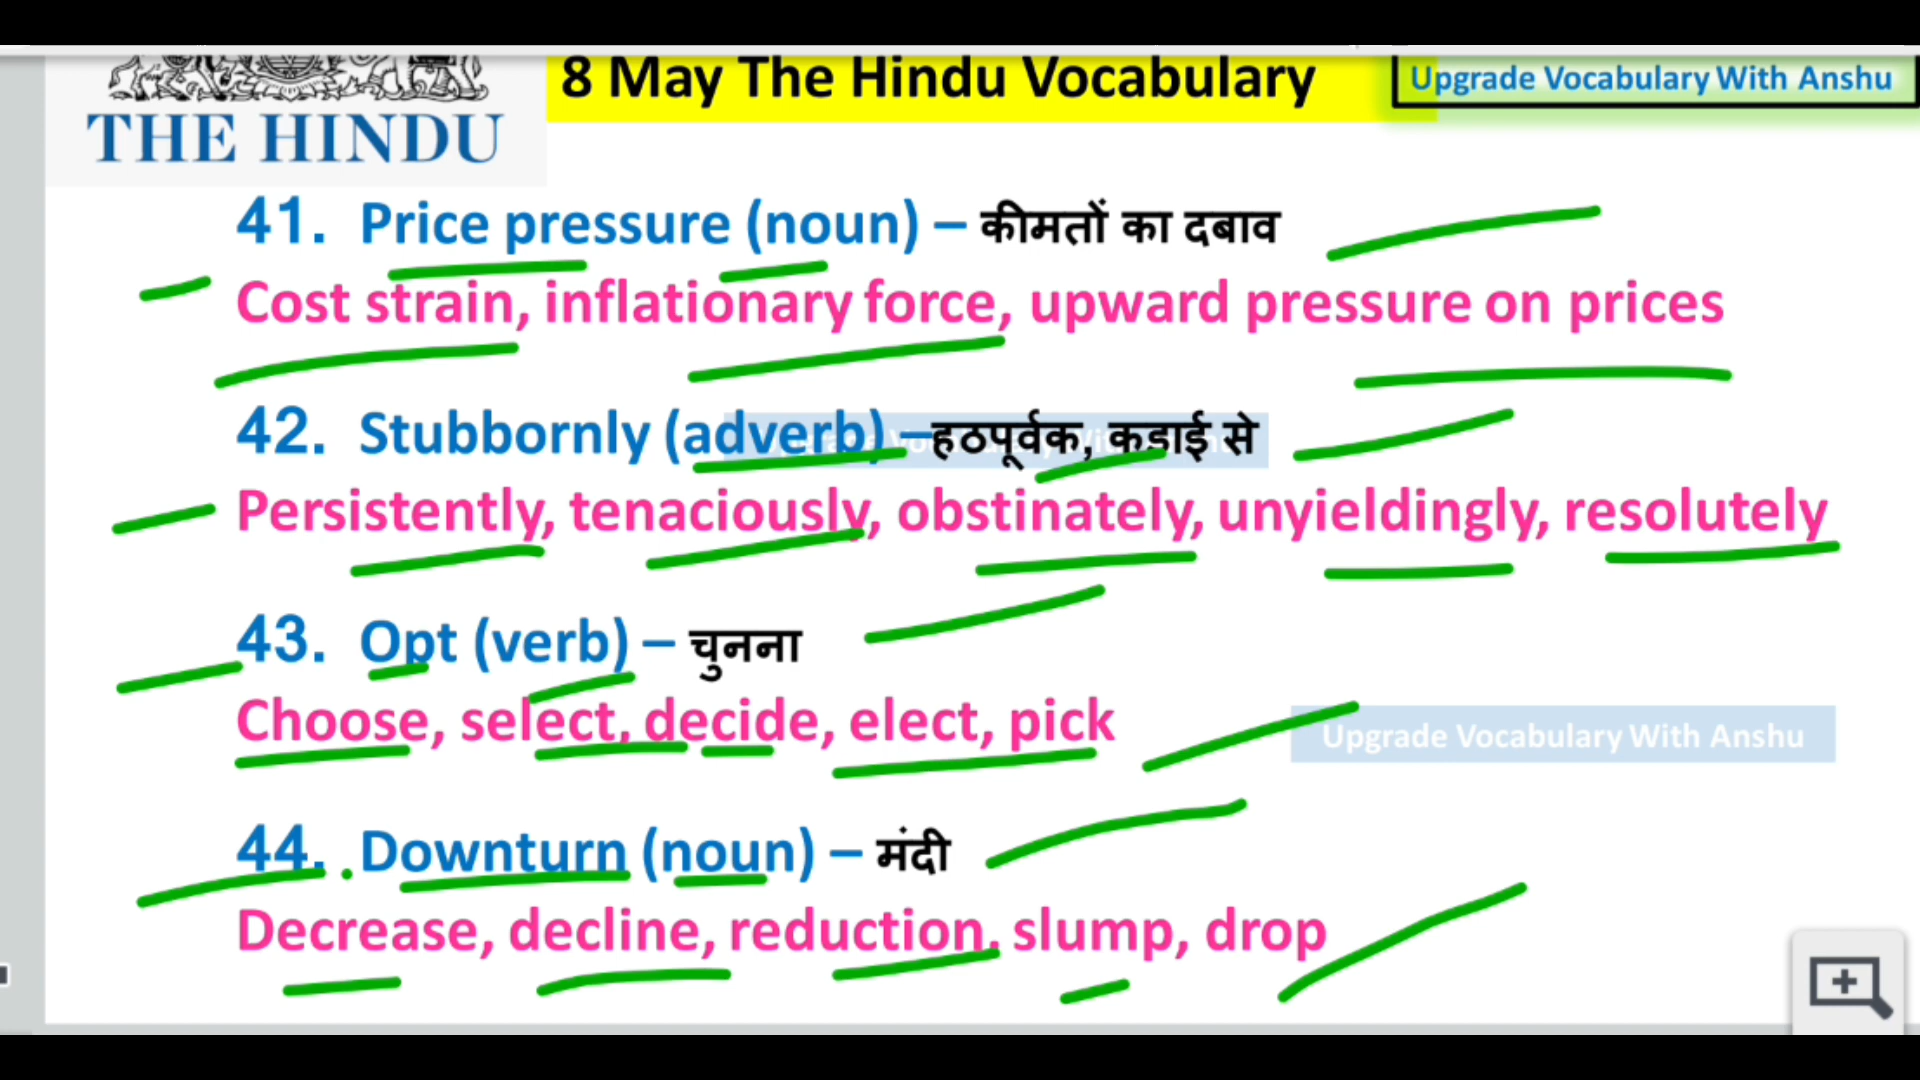 8 May The Hindu Vocabulary
Upgrade Vocabulary With Anshu
THE HINDU
41. Price pressure (noun) – कीमतों का दबाव
Cost strain, inflationary force, upward pressure on prices
42. Stubbornly (adverb) –हठपूर्वक, कडाई से
Persistently, tenaciously, obstinately, unyieldingly, resolutely
43. Opt (verb) – चुनना
Choose, select, decide, elect, pick
Upgrade Vocabulary With Anshu
44. Downturn (noun) – मंदी
Decrease, decline, reduction, slump, drop